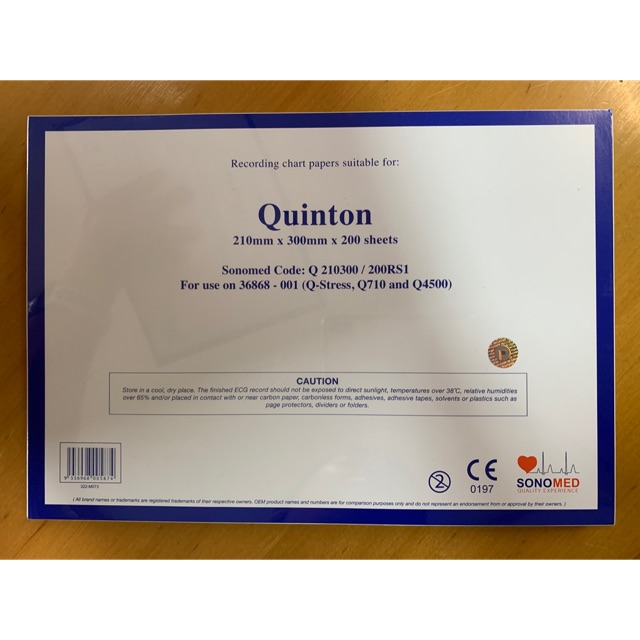 Recording chart papers suitable for:
Quinton
210mm x 300mm x 200 sheets
Sonomed Code: Q 210300 / 200RS1
For use on 36868 - 001 (Q-Stress, Q710 and Q4500)
CAUTION
Store in a cool, dry place. The finished ECG record should not be exposed to direct sunlight, temperatures over 38°C, relative humidities
over 65% and/or placed in contact with or near carbon paper, carbonless forms, adhesives, adhesive tapes, solvents or plastics such as
page protectors, dividers or folders.
2
CE
0197
SONOMED
QUALITY EXPERIENCE
( All brand names or trademarks are registered trademarks of their respective owners. OEM product names and numbers are for comparison purposes only and do not represent an endorsement from or approval by their owners. )